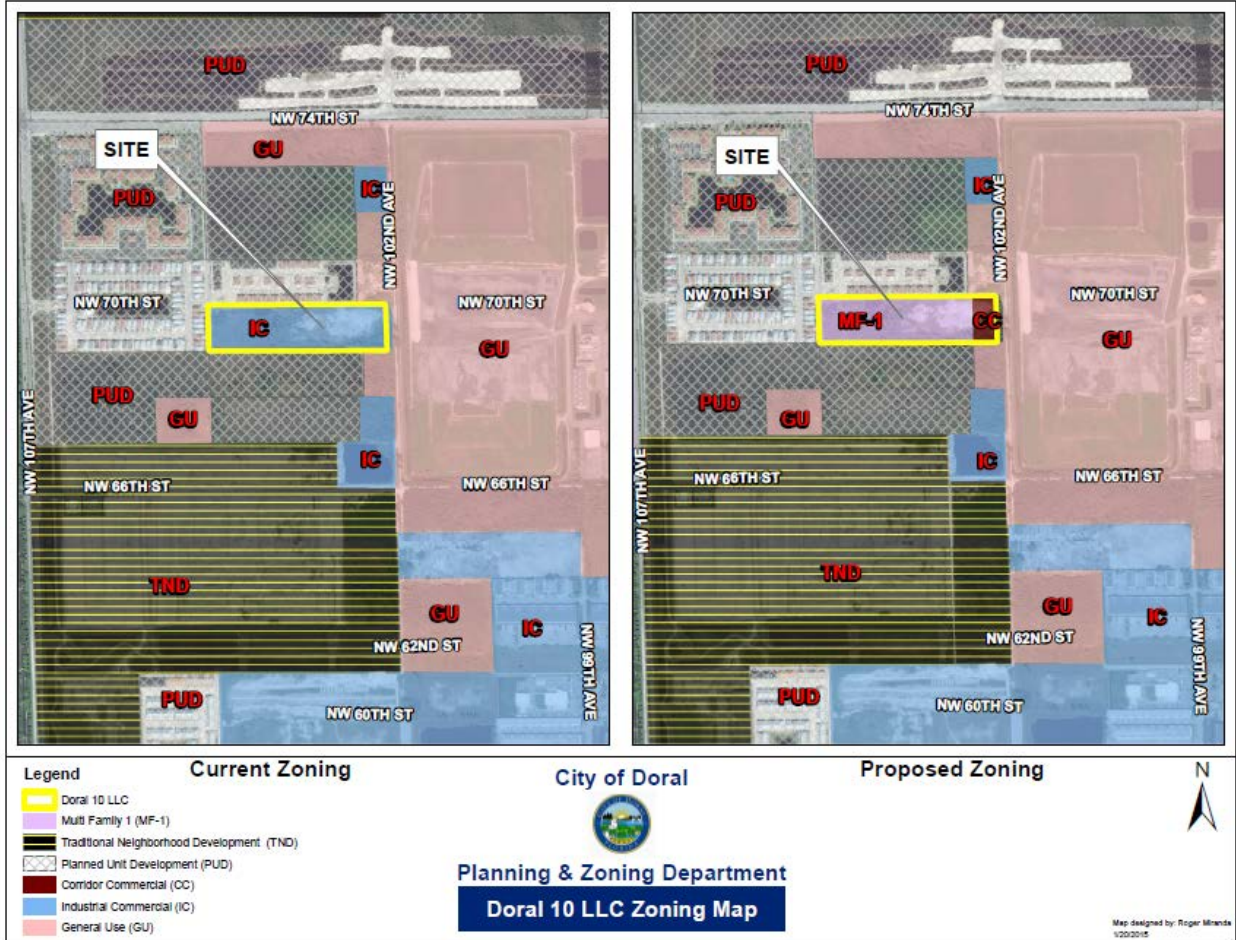 PUD
NW 74TH ST
SITE
GU
IC
PUD
NW 102ND AVE
NW 70TH ST
NW 70TH ST
IC
GU
PUD
GU
NW 107TH AVE
IC
NW 66TH ST
NW 66TH ST
TND
GU
IC
NW 62ND ST
NW 99TH AVE
PUD
NW 60TH ST
PUD
NW 74TH ST
SITE
IC
PUD
NW 102ND AVE
NW 70TH ST
NW 70TH ST
MF-1
CC
GU
PUD
GU
NW 107TH AVE
IC
NW 66TH ST
NW 66TH ST
TND
GU
IC
NW 62ND ST
NW 99TH AVE
PUD
NW 60TH ST
Current Zoning
Legend
Doral 10 LLC
Multi Family 1 (MF-1)
Traditional Neighborhood Development (TND)
Planned Unit Development (PUD)
Corridor Commercial (CC)
Industrial Commercial (IC)
General Use (GU)
City of Doral
Planning & Zoning Department
Doral 10 LLC Zoning Map
Proposed Zoning
N
Map designed by: Roger Miranda
1/20/2015